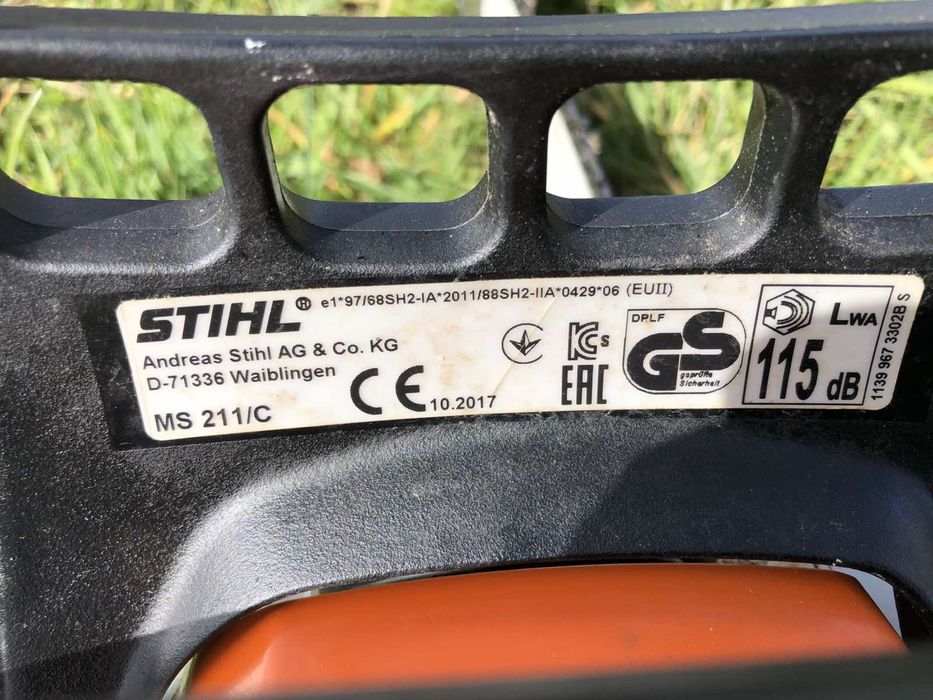 STIHL ® e1*97/68SH2-IA*2011/88SH2-IIA*0429*06 (EUII)
Andreas Stihl AG & Co. KG
D-71336 Waiblingen
MS 211/C
CE 10.2017
KC s
EAC
DPLF
GS
geprüfte
Sicherheit
LWA
115 dB
1139 967 3302B S